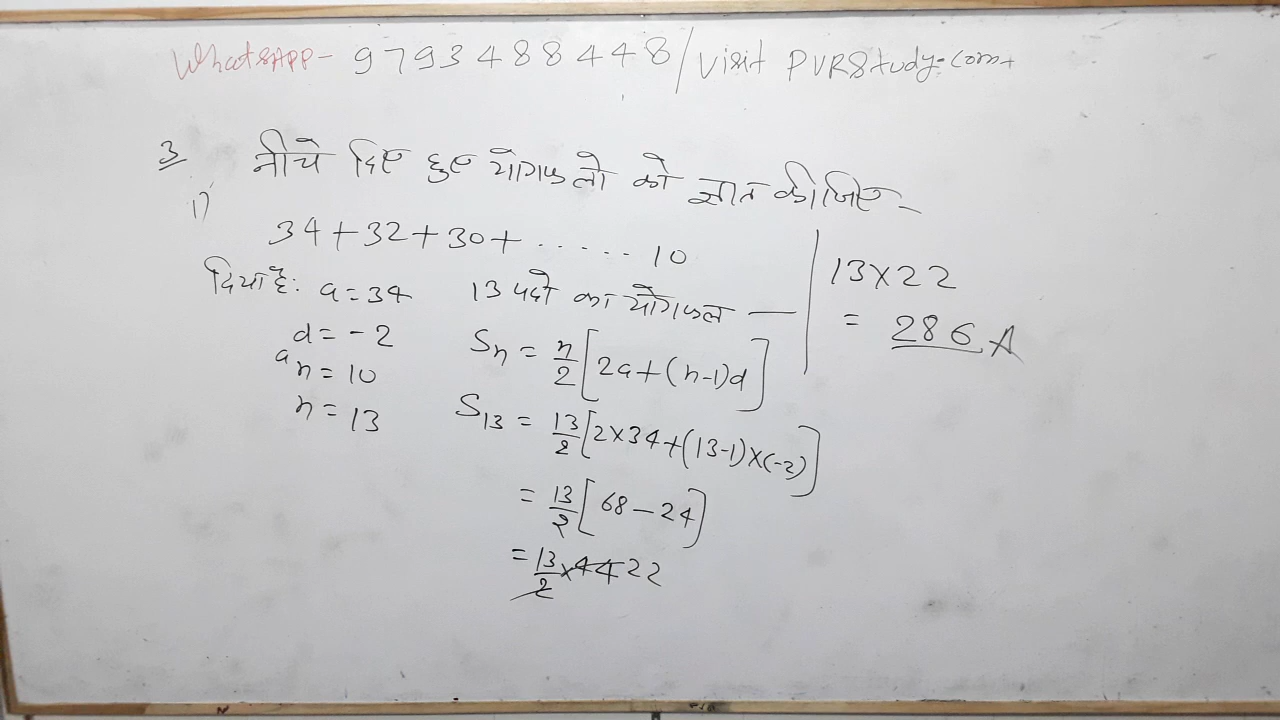 WhatsAPP- 9793488448/visit PVRStudy.com
3 नीचे दिए हुए योगफलो को ज्ञात कीजिए-
1)
34+32+30+......10
दिया है: a=34
d=-2
an=10
n=13
13 पदो का योगफल —
Sn = n/2[2a+(n-1)d]
S13 = 13/2[2×34+(13-1)×(-2)]
= 13/2[68-24]
= 13/2×44 22
13×22
= 286 A